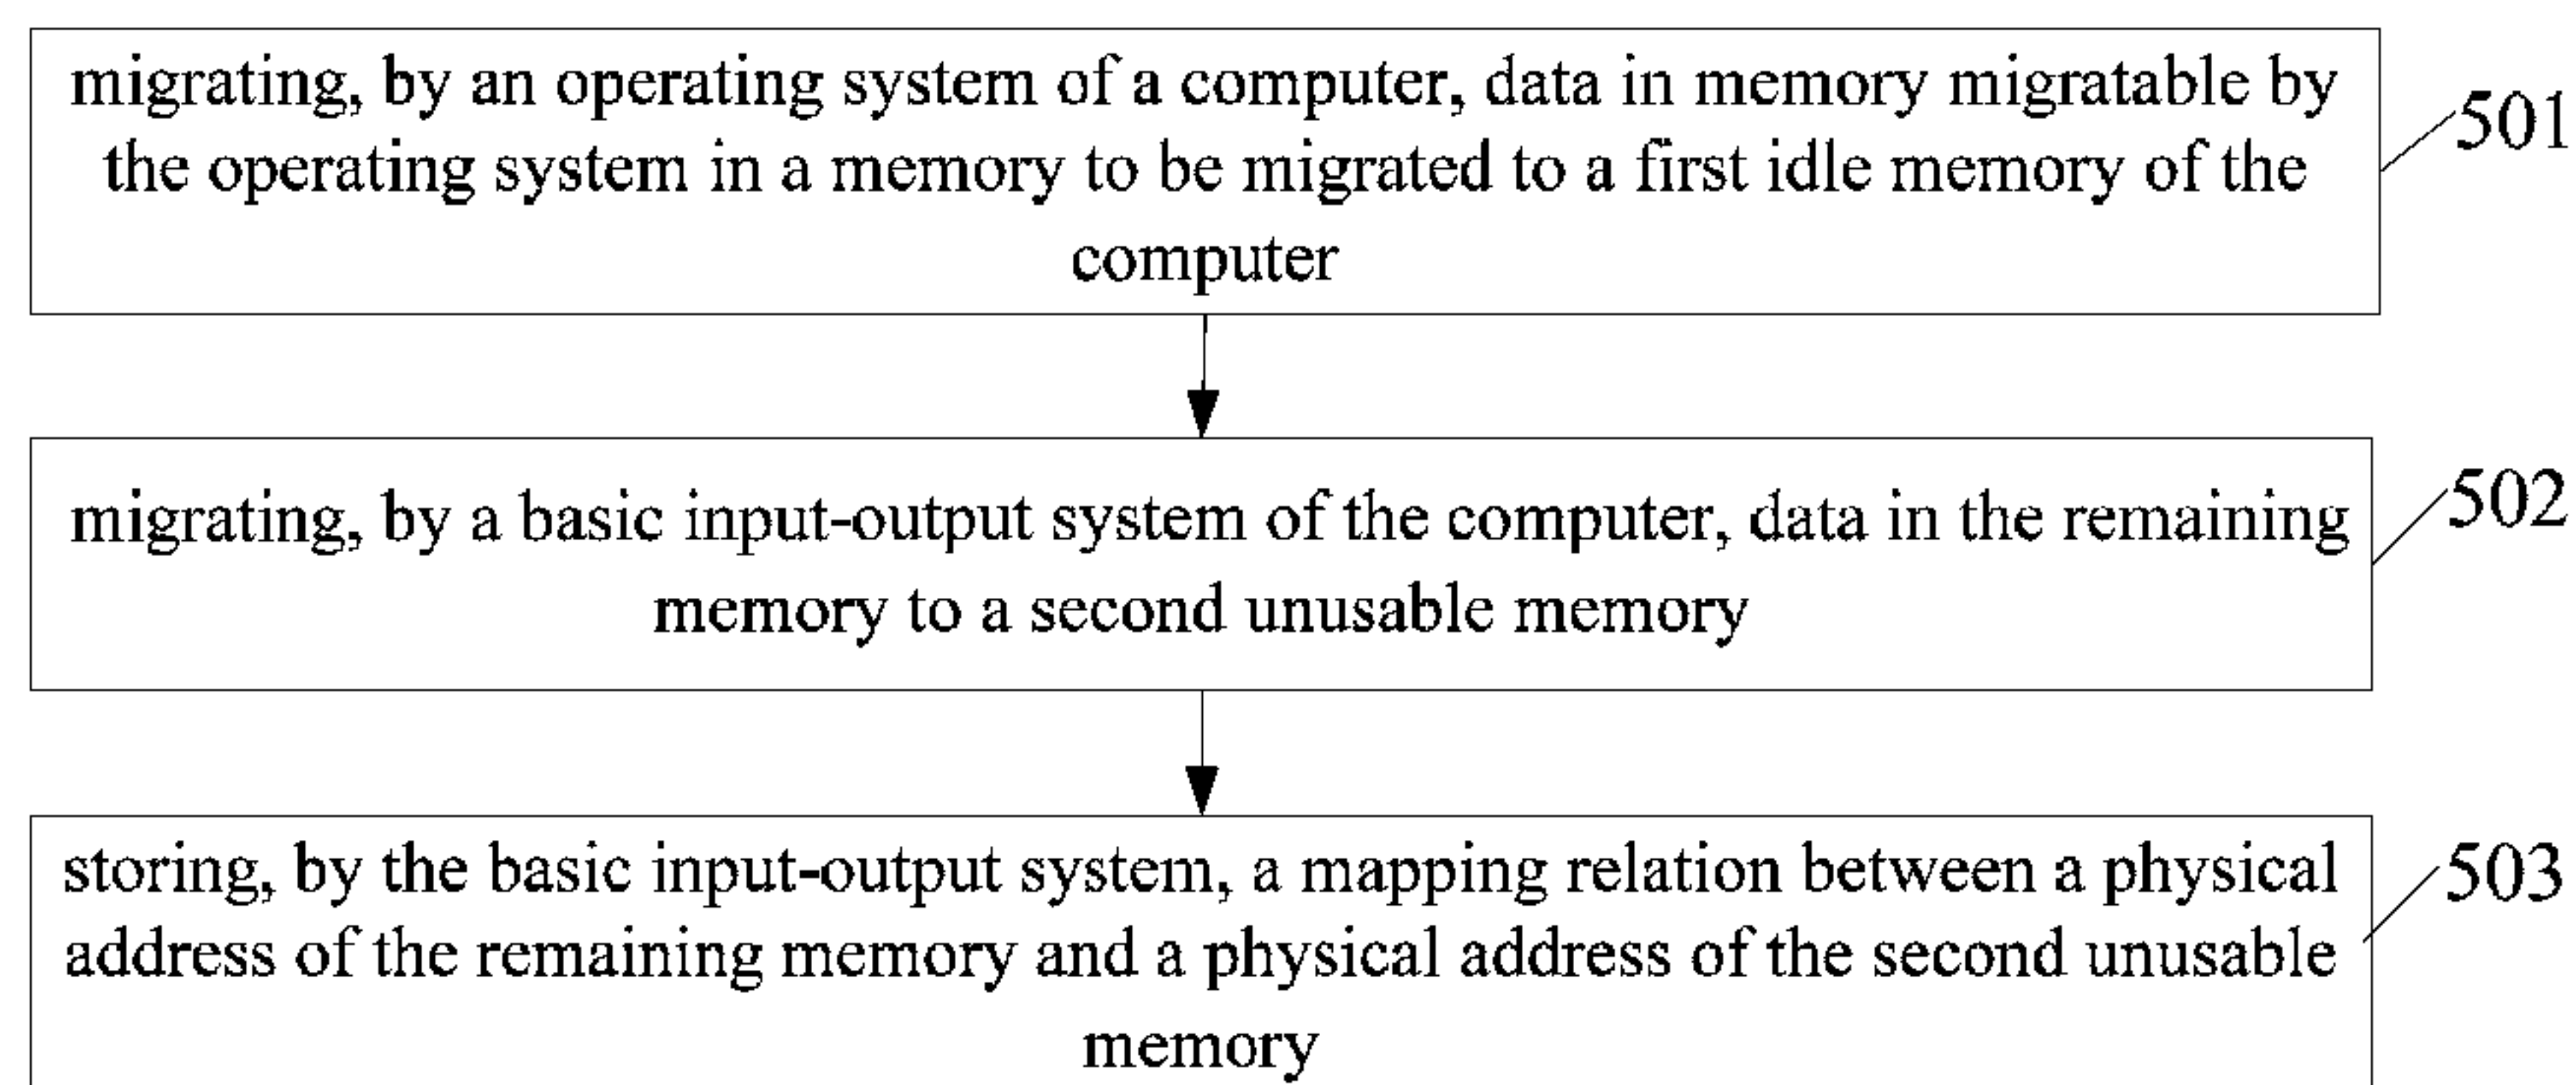 migrating, by an operating system of a computer, data in memory migratable by
the operating system in a memory to be migrated to a first idle memory of the
computer
501
migrating, by a basic input-output system of the computer, data in the remaining
memory to a second unusable memory
502
storing, by the basic input-output system, a mapping relation between a physical
address of the remaining memory and a physical address of the second unusable
memory
503